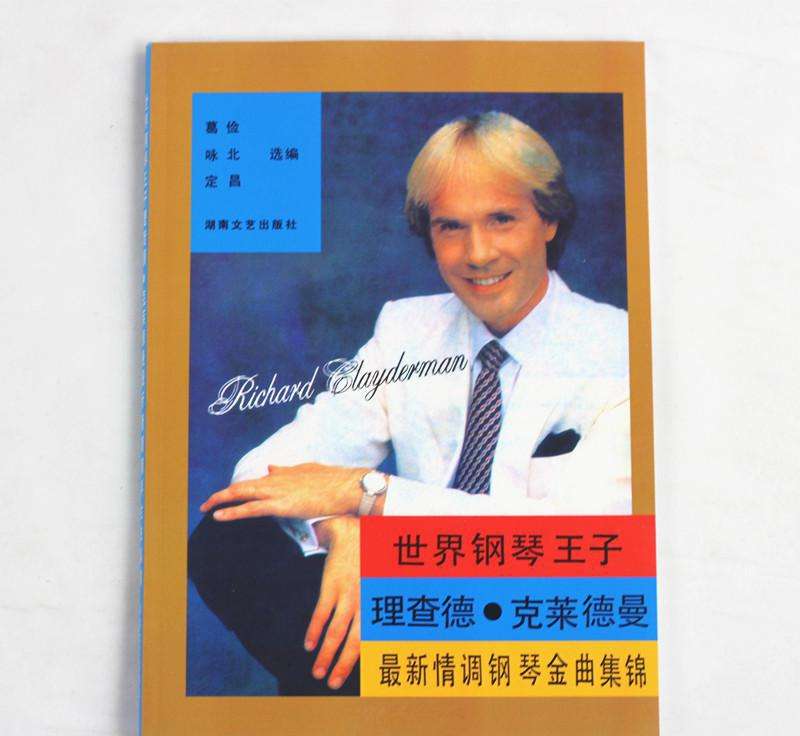 葛 俭
咏 北 选编
定 昌
湖南文艺出版社
Richard Clayderman
世界钢琴王子
理查德●克莱德曼
最新情调钢琴金曲集锦